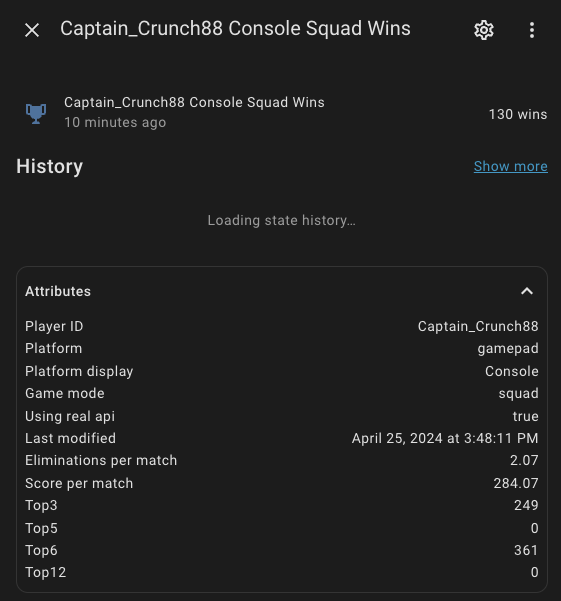 Captain_Crunch88 Console Squad Wins
Captain_Crunch88 Console Squad Wins
10 minutes ago
130 wins
History
Show more
Loading state history…
Attributes
Player ID Captain_Crunch88
Platform gamepad
Platform display Console
Game mode squad
Using real api true
Last modified April 25, 2024 at 3:48:11 PM
Eliminations per match 2.07
Score per match 284.07
Top3 249
Top5 0
Top6 361
Top12 0